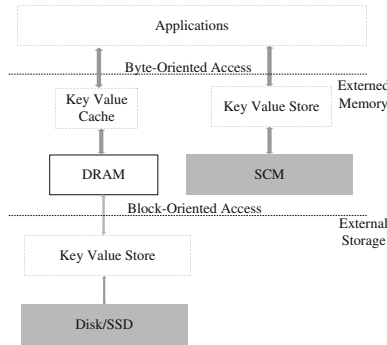 Applications
Byte-Oriented Access
Externed
Memory
Key Value
Cache
Key Value Store
DRAM
SCM
Block-Oriented Access
External
Storage
Key Value Store
Disk/SSD